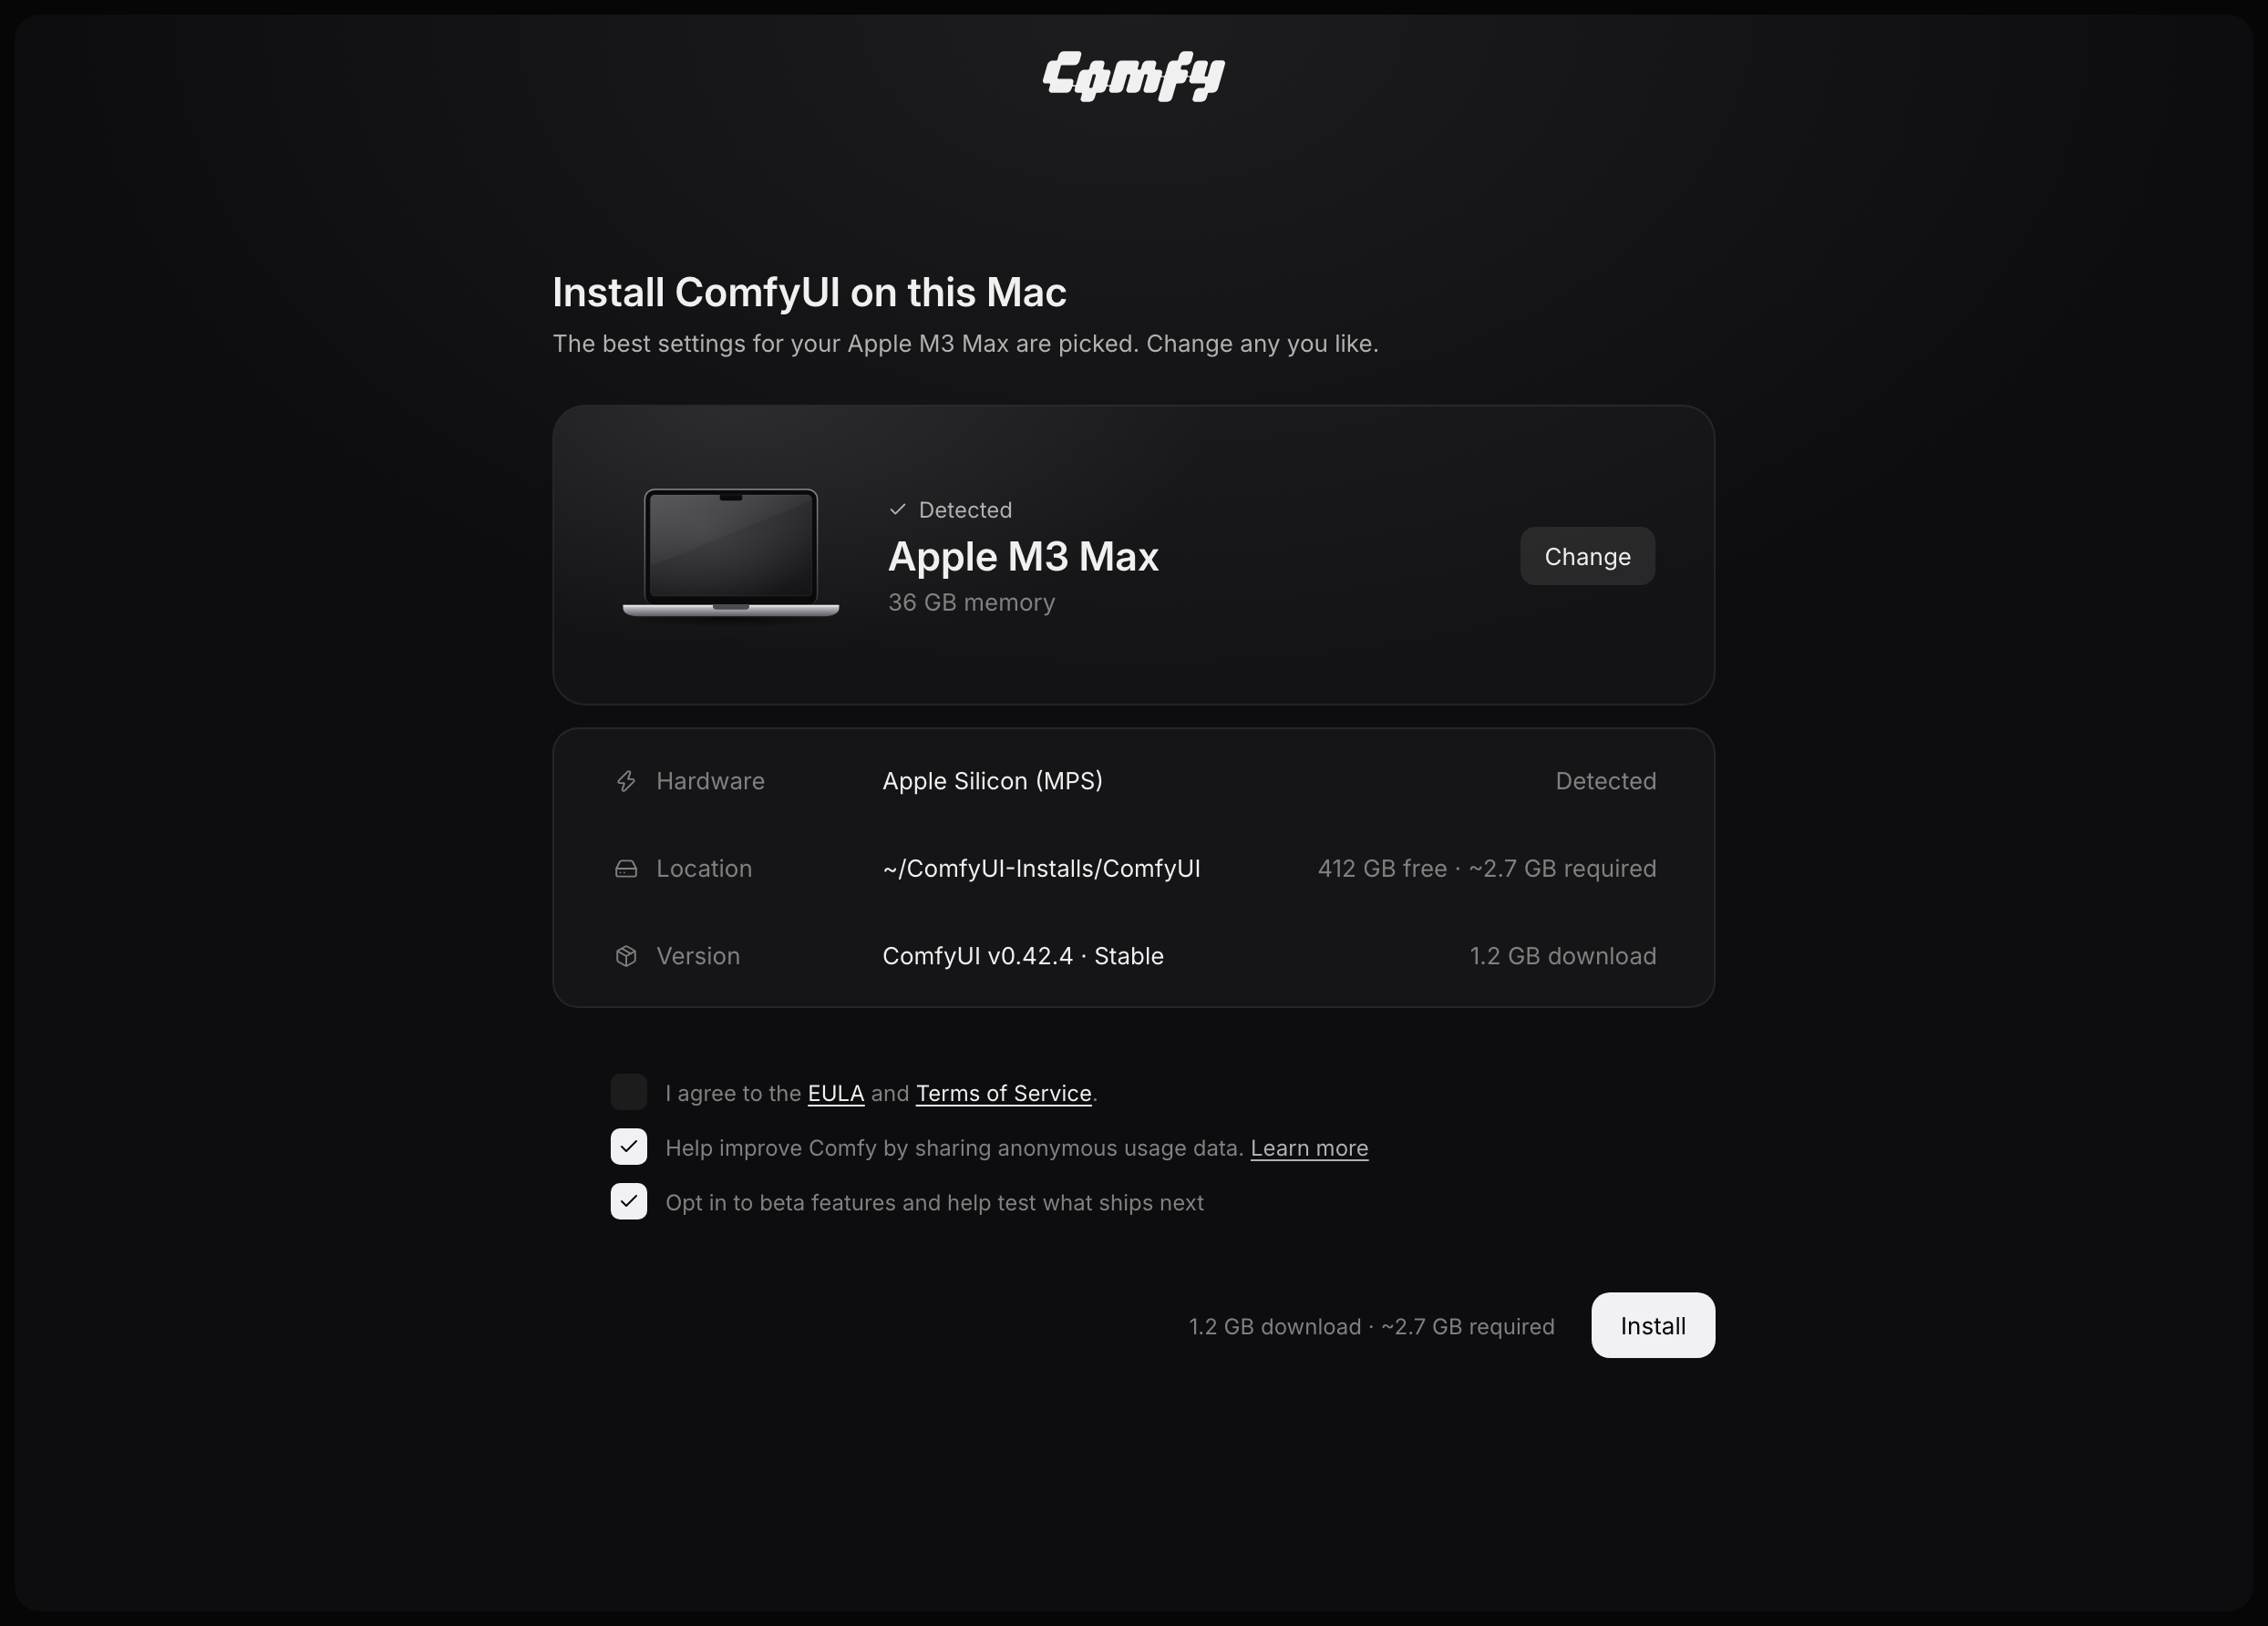 Comfy
Install ComfyUI on this Mac
The best settings for your Apple M3 Max are picked. Change any you like.
Detected
Apple M3 Max
36 GB memory
Change
Hardware Apple Silicon (MPS) Detected
Location ~/ComfyUI-Installs/ComfyUI 412 GB free · ~2.7 GB required
Version ComfyUI v0.42.4 · Stable 1.2 GB download
I agree to the EULA and Terms of Service.
Help improve Comfy by sharing anonymous usage data. Learn more
Opt in to beta features and help test what ships next
1.2 GB download · ~2.7 GB required
Install